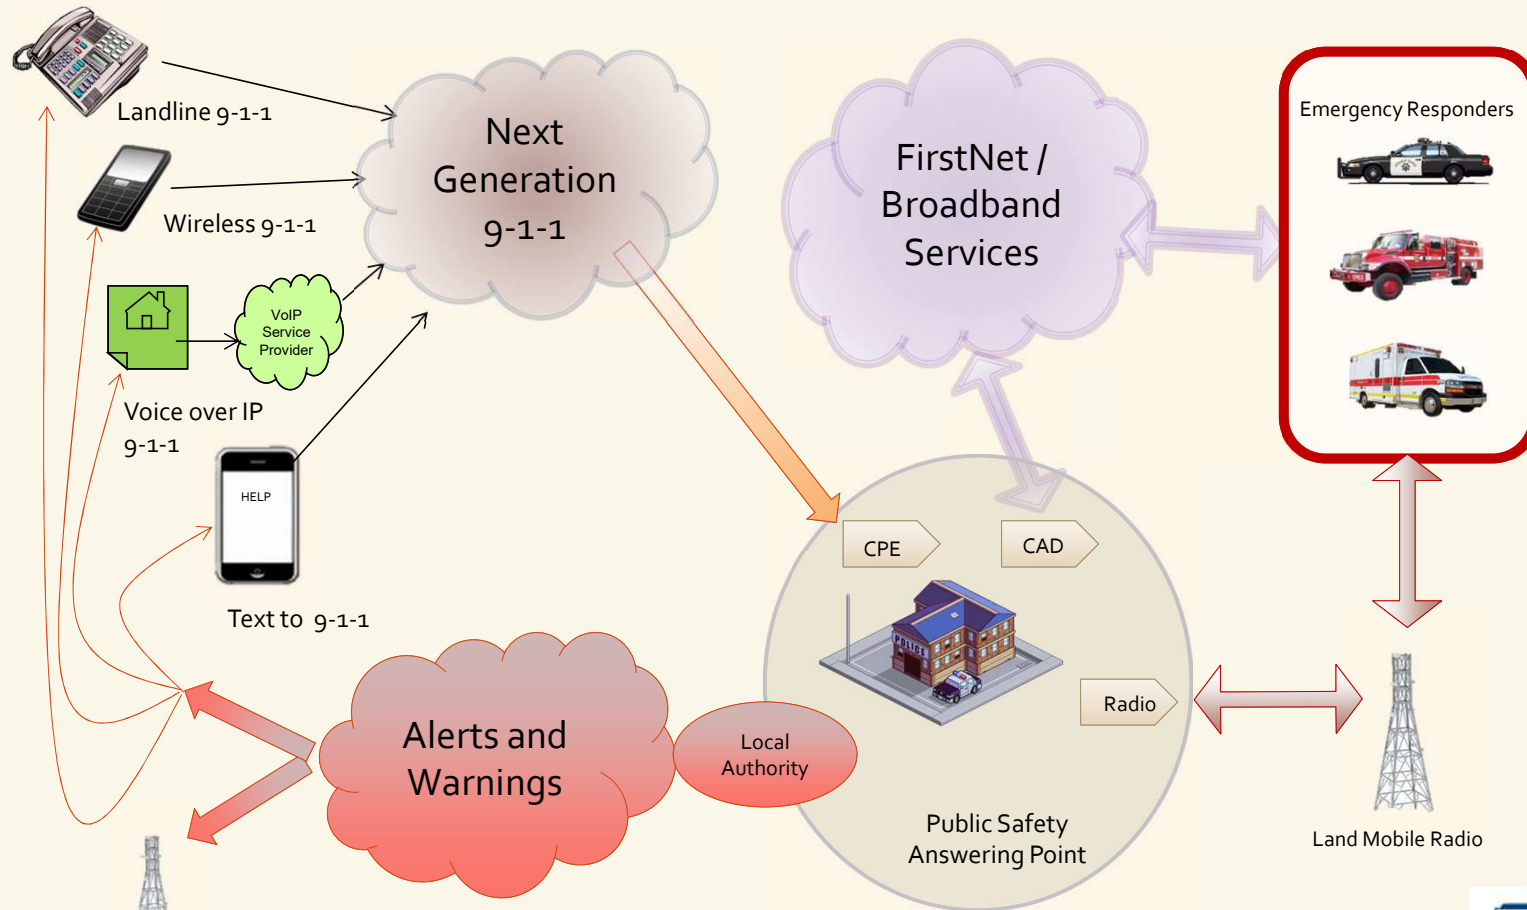 Landline 9-1-1
Wireless 9-1-1
VoIP
Service
Provider
Voice over IP
9-1-1
HELP
Text to 9-1-1
Next
Generation
9-1-1
FirstNet /
Broadband
Services
Emergency Responders
CPE
CAD
POLICE
Radio
Alerts and
Warnings
Local
Authority
Public Safety
Answering Point
Land Mobile Radio